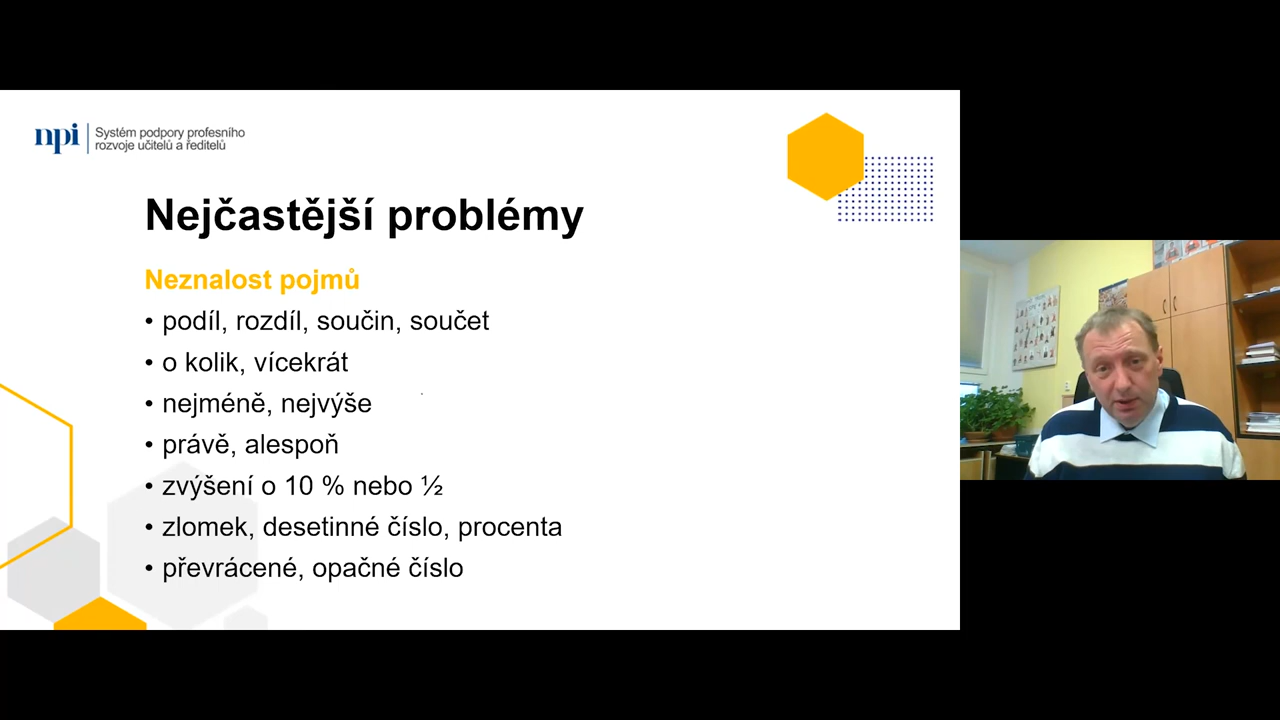 npi
Systém podpory profesního
rozvoje učitelů a ředitelů
Nejčastější problémy
Neznalost pojmů
• podíl, rozdíl, součin, součet
• o kolik, vícekrát
• nejméně, nejvýše
• právě, alespoň
• zvýšení o 10 % nebo ½
• zlomek, desetinné číslo, procenta
• převrácené, opačné číslo